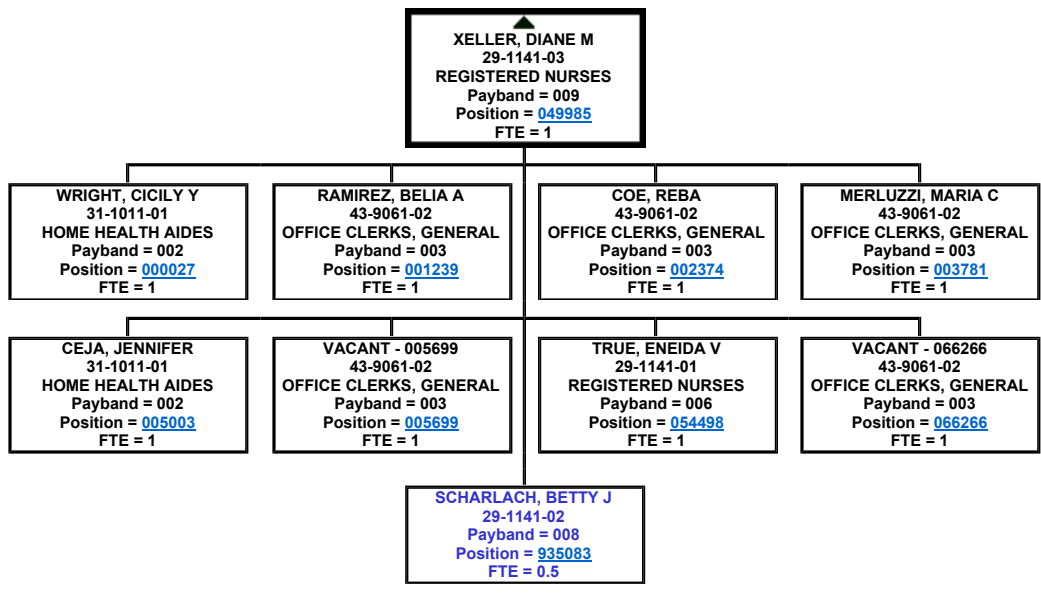 XELLER, DIANE M
29-1141-03
REGISTERED NURSES
Payband = 009
Position = 049985
FTE = 1
WRIGHT, CICILY Y
31-1011-01
HOME HEALTH AIDES
Payband = 002
Position = 000027
FTE = 1
RAMIREZ, BELIA A
43-9061-02
OFFICE CLERKS, GENERAL
Payband = 003
Position = 001239
FTE = 1
COE, REBA
43-9061-02
OFFICE CLERKS, GENERAL
Payband = 003
Position = 002374
FTE = 1
MERLUZZI, MARIA C
43-9061-02
OFFICE CLERKS, GENERAL
Payband = 003
Position = 003781
FTE = 1
CEJA, JENNIFER
31-1011-01
HOME HEALTH AIDES
Payband = 002
Position = 005003
FTE = 1
VACANT - 005699
43-9061-02
OFFICE CLERKS, GENERAL
Payband = 003
Position = 005699
FTE = 1
TRUE, ENEIDA V
29-1141-01
REGISTERED NURSES
Payband = 006
Position = 054498
FTE = 1
VACANT - 066266
43-9061-02
OFFICE CLERKS, GENERAL
Payband = 003
Position = 066266
FTE = 1
SCHARLACH, BETTY J
29-1141-02
Payband = 008
Position = 935083
FTE = 0.5